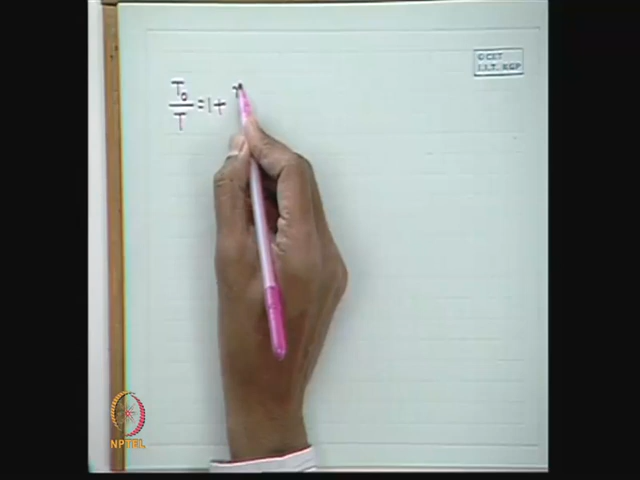 © CET
I.I.T. KGP
T₀/T = 1 +
NPTEL